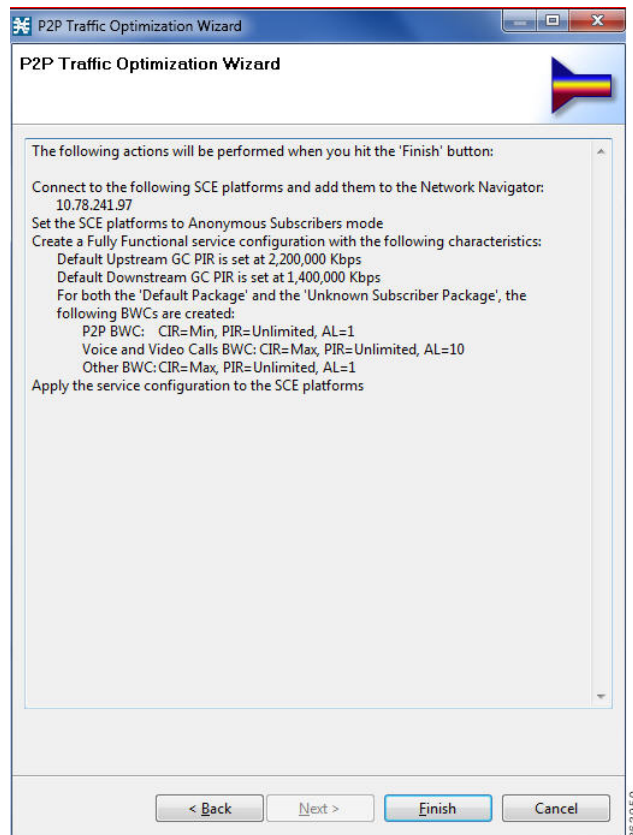 P2P Traffic Optimization Wizard
P2P Traffic Optimization Wizard
The following actions will be performed when you hit the 'Finish' button:
Connect to the following SCE platforms and add them to the Network Navigator:
10.78.241.97
Set the SCE platforms to Anonymous Subscribers mode
Create a Fully Functional service configuration with the following characteristics:
Default Upstream GC PIR is set at 2,200,000 Kbps
Default Downstream GC PIR is set at 1,400,000 Kbps
For both the 'Default Package' and the 'Unknown Subscriber Package', the
following BWCs are created:
P2P BWC: CIR=Min, PIR=Unlimited, AL=1
Voice and Video Calls BWC: CIR=Max, PIR=Unlimited, AL=10
Other BWC: CIR=Max, PIR=Unlimited, AL=1
Apply the service configuration to the SCE platforms
< Back Next > Finish Cancel